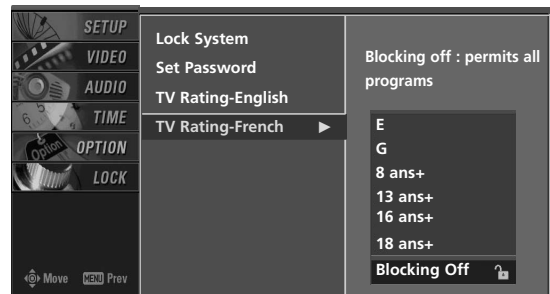 SETUP
VIDEO
AUDIO
TIME
OPTION
LOCK
Move MENU Prev
Lock System
Set Password
TV Rating-English
TV Rating-French ►
Blocking off : permits all
programs
E
G
8 ans+
13 ans+
16 ans+
18 ans+
Blocking Off